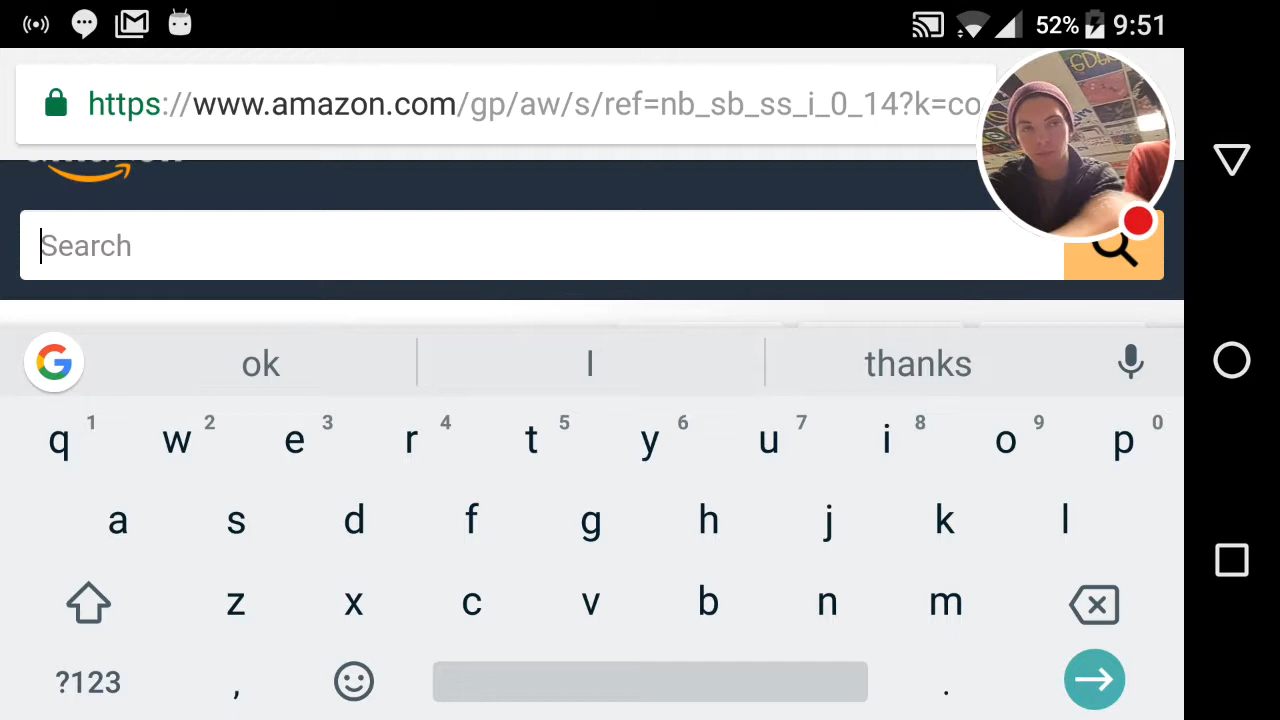 52% 9:51
https://www.amazon.com/gp/aw/s/ref=nb_sb_ss_i_0_14?k=co
Search
G ok I thanks
q 1 w 2 e 3 r 4 t 5 y 6 u 7 i 8 o 9 p 0
a s d f g h j k l
z x c v b n m
?123 , .